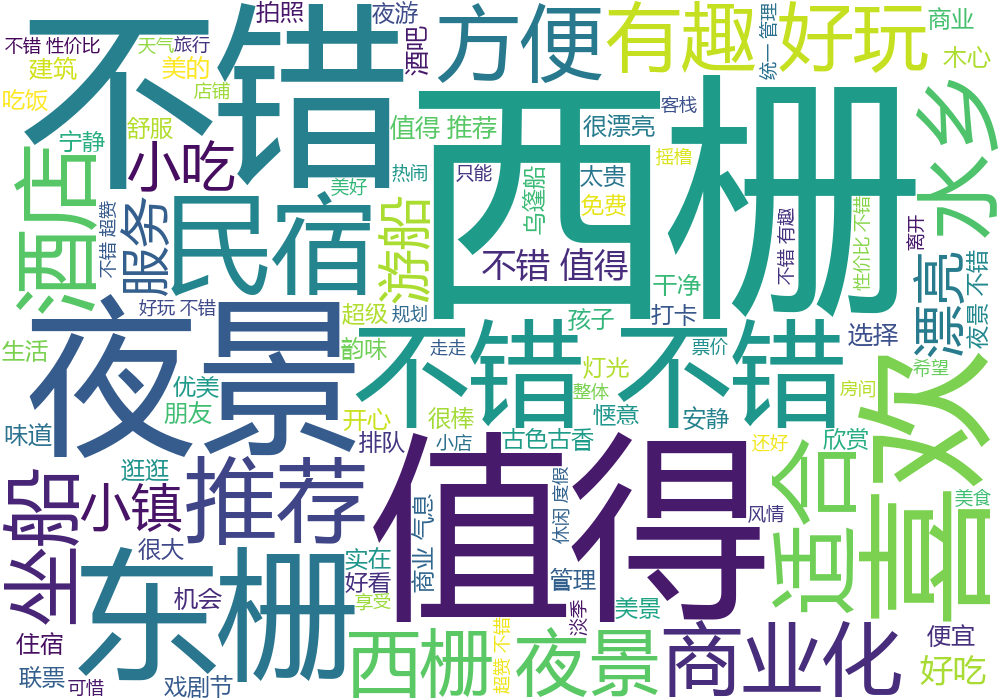 不错
拍照
夜游
酒吧
方便
有趣
好玩
统一 管理
商业
木心
不错 性价比
天气
旅行
建筑
美的
店铺
吃饭
舒服
宁静
小吃
值得 推荐
西栅
很漂亮
客栈
摇橹
水乡
酒店
不错 超赞
服务
民宿
美好
热闹
游船
只能
乌篷船
太贵
免费
不错 有趣
性价比 不错
离开
漂亮
夜景 不错
不错 值得
干净
好玩 不错
超级
规划
孩子
打卡
选择
夜景
生活
韵味
走走
不错 不错
票价
希望
优美
朋友
灯光
整体
房间
喜欢
开心
很棒
惬意
安静
味道
排队
小店
古色古香
还好
欣赏
逛逛
推荐
值得
休闲 度假
适合
美食
坐船
小镇
商业 气息
风情
很大
实在
好看
管理
东栅
机会
享受
淡季
美景
住宿
西栅 夜景
超赞 不错
商业化
便宜
好吃
联票
可惜
戏剧节